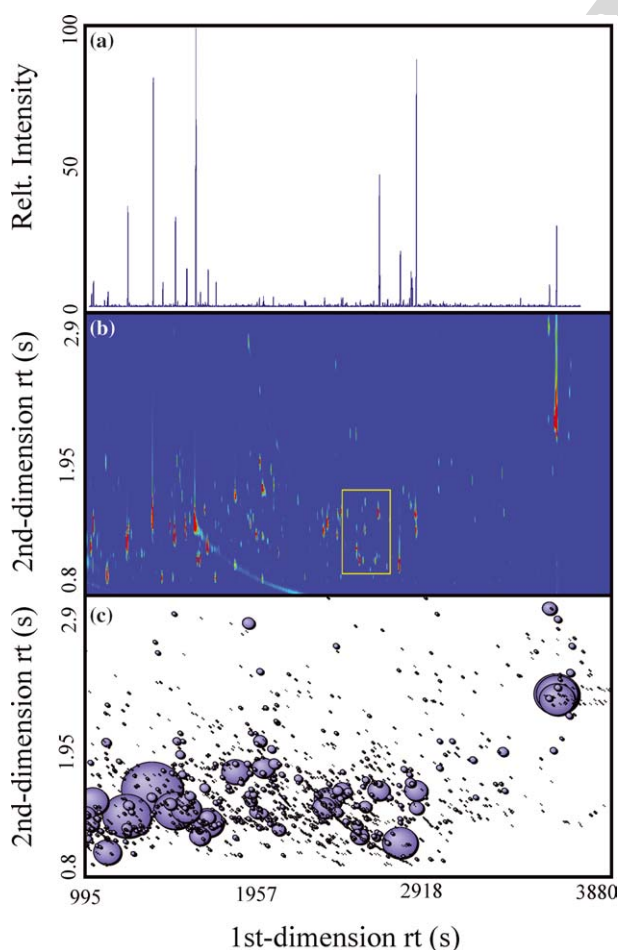 100
(a)
Relt. Intensity
50
0
(b)
2.9
2nd-dimension rt (s)
1.95
0.8
(c)
2.9
2nd-dimension rt (s)
1.95
0.8
995 1957 2918 3880
1st-dimension rt (s)